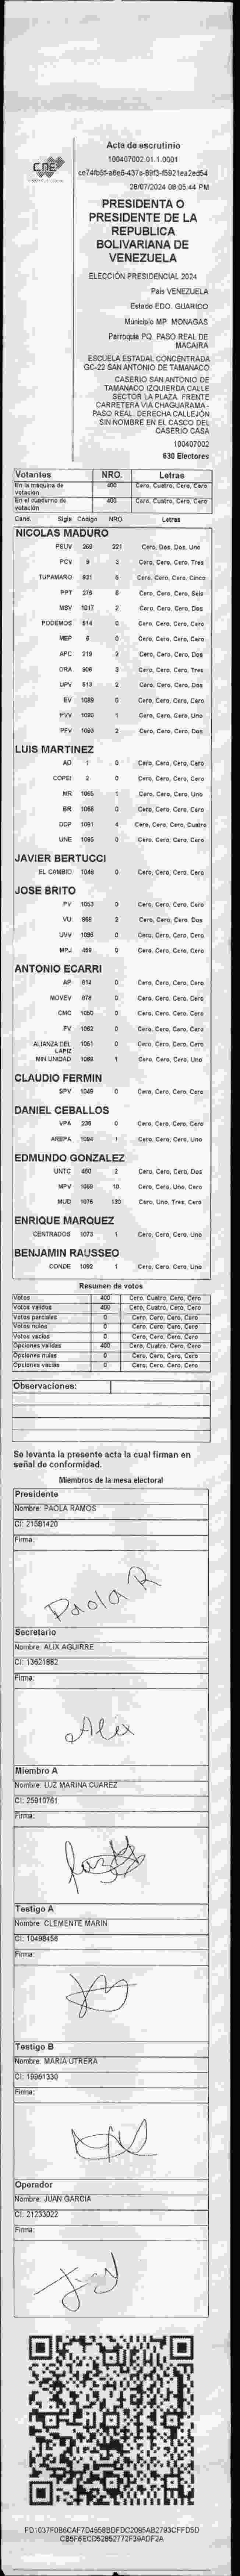 CNE
Acta de escrutinio
100407002.01.1.0001
ce74fb5f-a6e6-437c-89f3-f5921ea2ed54
28/07/2024 08:05:44 PM
PRESIDENTA O
PRESIDENTE DE LA
REPUBLICA
BOLIVARIANA DE
VENEZUELA
ELECCIÓN PRESIDENCIAL 2024
País VENEZUELA
Estado EDO. GUARICO
Municipio MP. MONAGAS
Parroquia PQ. PASO REAL DE
MACAIRA
ESCUELA ESTADAL CONCENTRADA
GC-22 SAN ANTONIO DE TAMANACO
CASERIO SAN ANTONIO DE
TAMANACO IZQUIERDA CALLE
SECTOR LA PLAZA. FRENTE
CARRETERA VIA CHAGUARAMA -
PASO REAL. DERECHA CALLEJÓN
SIN NOMBRE EN EL CASCO DEL
CASERIO CASA
100407002
630 Electores
Votantes NRO. Letras
En la máquina de votación 400 Cero, Cuatro, Cero, Cero
En el cuaderno de votación 400 Cero, Cuatro, Cero, Cero
Cand. Sigla Código NRO. Letras
NICOLAS MADURO
PSUV 269 221 Cero, Dos, Dos, Uno
PCV 9 3 Cero, Cero, Cero, Tres
TUPAMARO 931 5 Cero, Cero, Cero, Cinco
PPT 276 6 Cero, Cero, Cero, Seis
MSV 1017 2 Cero, Cero, Cero, Dos
PODEMOS 514 0 Cero, Cero, Cero, Cero
MEP 6 0 Cero, Cero, Cero, Cero
APC 219 2 Cero, Cero, Cero, Dos
ORA 906 3 Cero, Cero, Cero, Tres
UPV 513 2 Cero, Cero, Cero, Dos
EV 1089 0 Cero, Cero, Cero, Cero
PVV 1090 1 Cero, Cero, Cero, Uno
PFV 1093 2 Cero, Cero, Cero, Dos
LUIS MARTINEZ
AD 1 0 Cero, Cero, Cero, Cero
COPEI 2 0 Cero, Cero, Cero, Cero
MR 1065 1 Cero, Cero, Cero, Uno
BR 1066 0 Cero, Cero, Cero, Cero
DDP 1091 4 Cero, Cero, Cero, Cuatro
UNE 1095 0 Cero, Cero, Cero, Cero
JAVIER BERTUCCI
EL CAMBIO 1048 0 Cero, Cero, Cero, Cero
JOSE BRITO
PV 1053 0 Cero, Cero, Cero, Cero
VU 868 2 Cero, Cero, Cero, Dos
UVV 1096 0 Cero, Cero, Cero, Cero
MPJ 459 0 Cero, Cero, Cero, Cero
ANTONIO ECARRI
AP 614 0 Cero, Cero, Cero, Cero
MOVEV 878 0 Cero, Cero, Cero, Cero
CMC 1050 0 Cero, Cero, Cero, Cero
FV 1062 0 Cero, Cero, Cero, Cero
ALIANZA DEL LAPIZ 1051 0 Cero, Cero, Cero, Cero
MIN UNIDAD 1088 1 Cero, Cero, Cero, Uno
CLAUDIO FERMIN
SPV 1049 0 Cero, Cero, Cero, Cero
DANIEL CEBALLOS
VPA 236 0 Cero, Cero, Cero, Cero
AREPA 1094 1 Cero, Cero, Cero, Uno
EDMUNDO GONZALEZ
UNTC 460 2 Cero, Cero, Cero, Dos
MPV 1069 10 Cero, Cero, Uno, Cero
MUD 1076 130 Cero, Uno, Tres, Cero
ENRIQUE MARQUEZ
CENTRADOS 1073 1 Cero, Cero, Cero, Uno
BENJAMIN RAUSSEO
CONDE 1092 1 Cero, Cero, Cero, Uno
Resumen de votos
Votos 400 Cero, Cuatro, Cero, Cero
Votos validos 400 Cero, Cuatro, Cero, Cero
Votos parciales 0 Cero, Cero, Cero, Cero
Votos nulos 0 Cero, Cero, Cero, Cero
Votos vacios 0 Cero, Cero, Cero, Cero
Opciones validas 400 Cero, Cuatro, Cero, Cero
Opciones nulas 0 Cero, Cero, Cero, Cero
Opciones vacias 0 Cero, Cero, Cero, Cero
Observaciones:
Se levanta la presente acta la cual firman en
señal de conformidad.
Miembros de la mesa electoral
Presidente
Nombre: PAOLA RAMOS
CI: 21581420
Firma:
Paola R
Secretario
Nombre: ALIX AGUIRRE
CI: 13621882
Firma:
Alix
Miembro A
Nombre: LUZ MARINA CUAREZ
CI: 25910761
Firma:
Testigo A
Nombre: CLEMENTE MARIN
CI: 10498456
Firma:
Testigo B
Nombre: MARIA UTRERA
CI: 19961330
Firma:
Operador
Nombre: JUAN GARCIA
CI: 21233022
Firma:
FD1037F0B6CAF7D4558BDFDC2095AB2793CFFD5D
CB5F6ECD52852772F39ADF2A